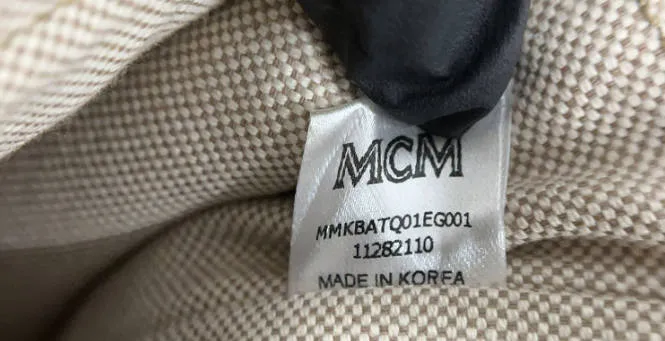 MCM
MMKBATQ01EG001
11282110
MADE IN KOREA